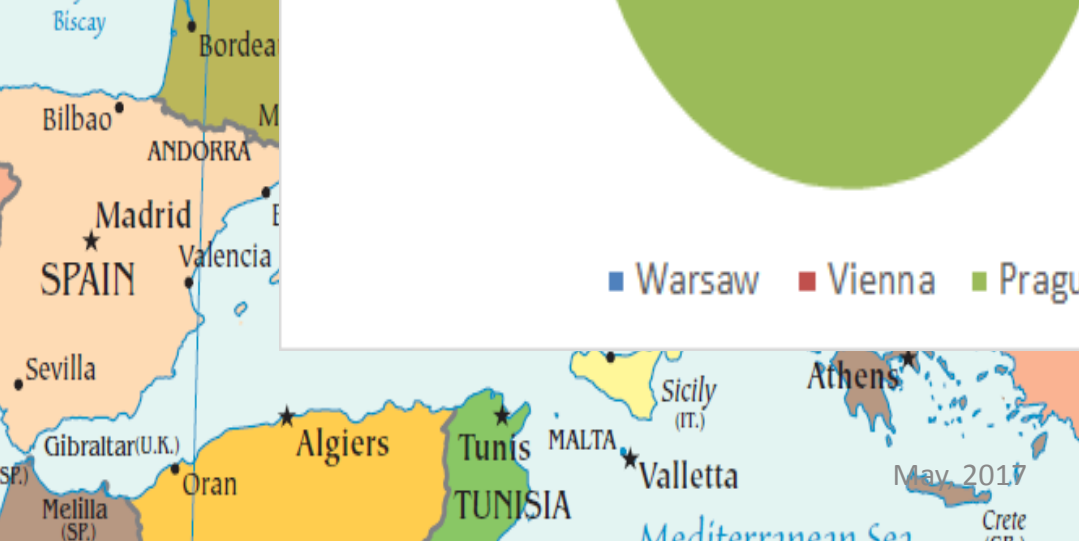 Biscay
Bordea
Bilbao
M
ANDORRA
Madrid
Valencia
SPAIN
Warsaw Vienna Pragu
Sevilla
Athens
Sicily
(IT.)
Gibraltar(U.K.)
Algiers
Tunis
MALTA
Valletta
May, 2017
SP.)
Oran
Melilla
(SP.)
TUNISIA
Crete
Mediterranean Sea